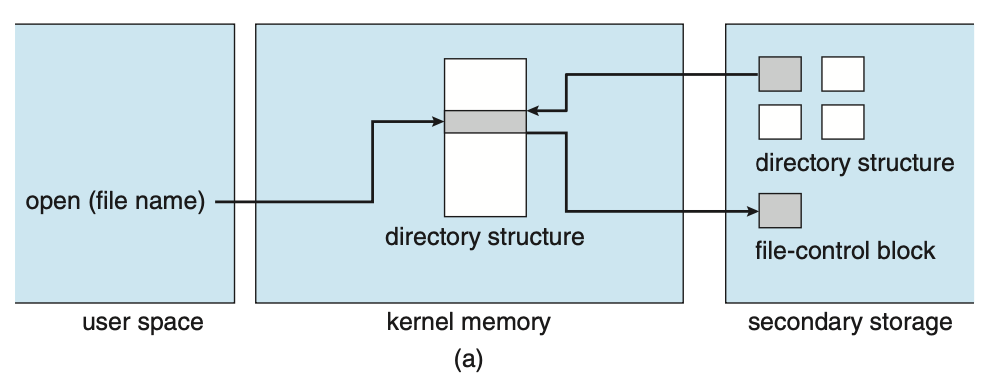 open (file name)
directory structure
directory structure
file-control block
user space
kernel memory
secondary storage
(a)